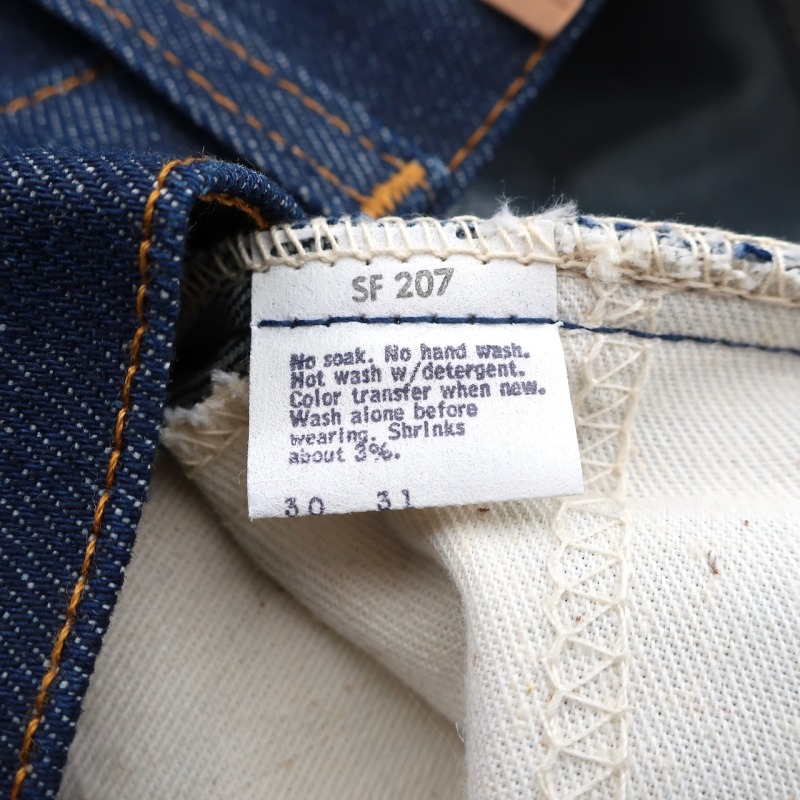 SF 207
No soak. No hand wash.
Hot wash w/detergent.
Color transfer when new.
Wash alone before
wearing. Shrinks
about 3%.
30 31